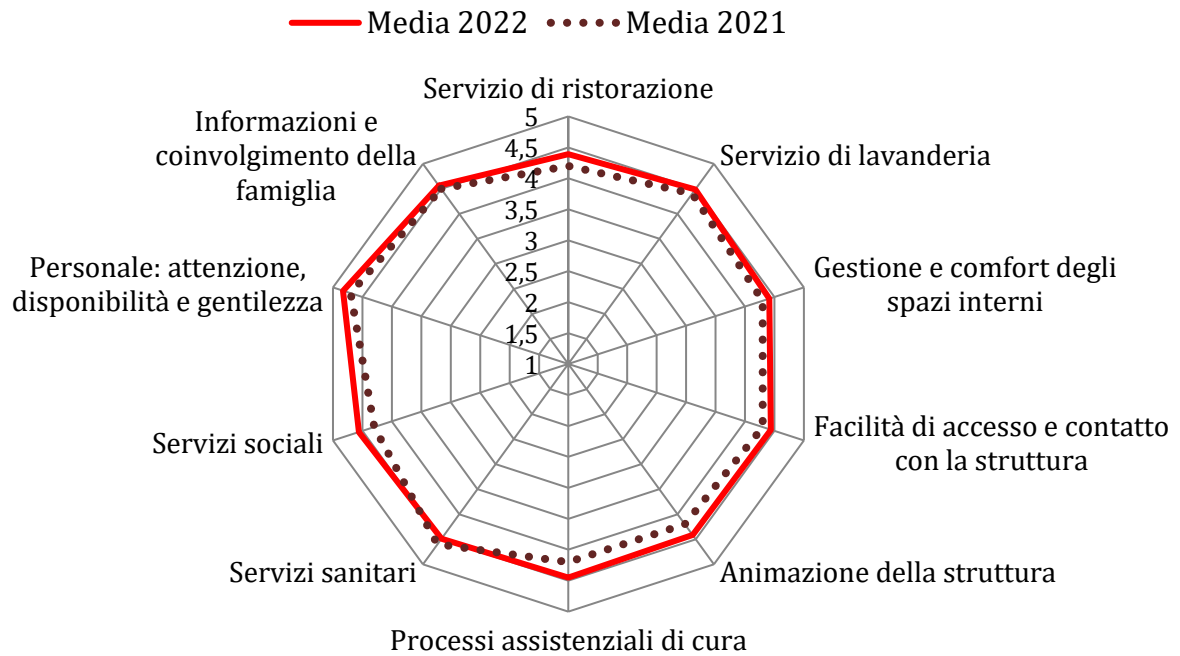 Media 2022 Media 2021
Servizio di ristorazione
Servizio di lavanderia
Gestione e comfort degli
spazi interni
Facilità di accesso e contatto
con la struttura
Animazione della struttura
Processi assistenziali di cura
Servizi sanitari
Servizi sociali
Personale: attenzione,
disponibilità e gentilezza
Informazioni e
coinvolgimento della
famiglia
5
4,5
4
3,5
3
2,5
2
1,5
1